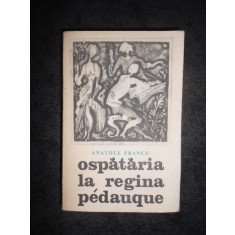 ANATOLE FRANCE
ospătăria
la regina
pédauque